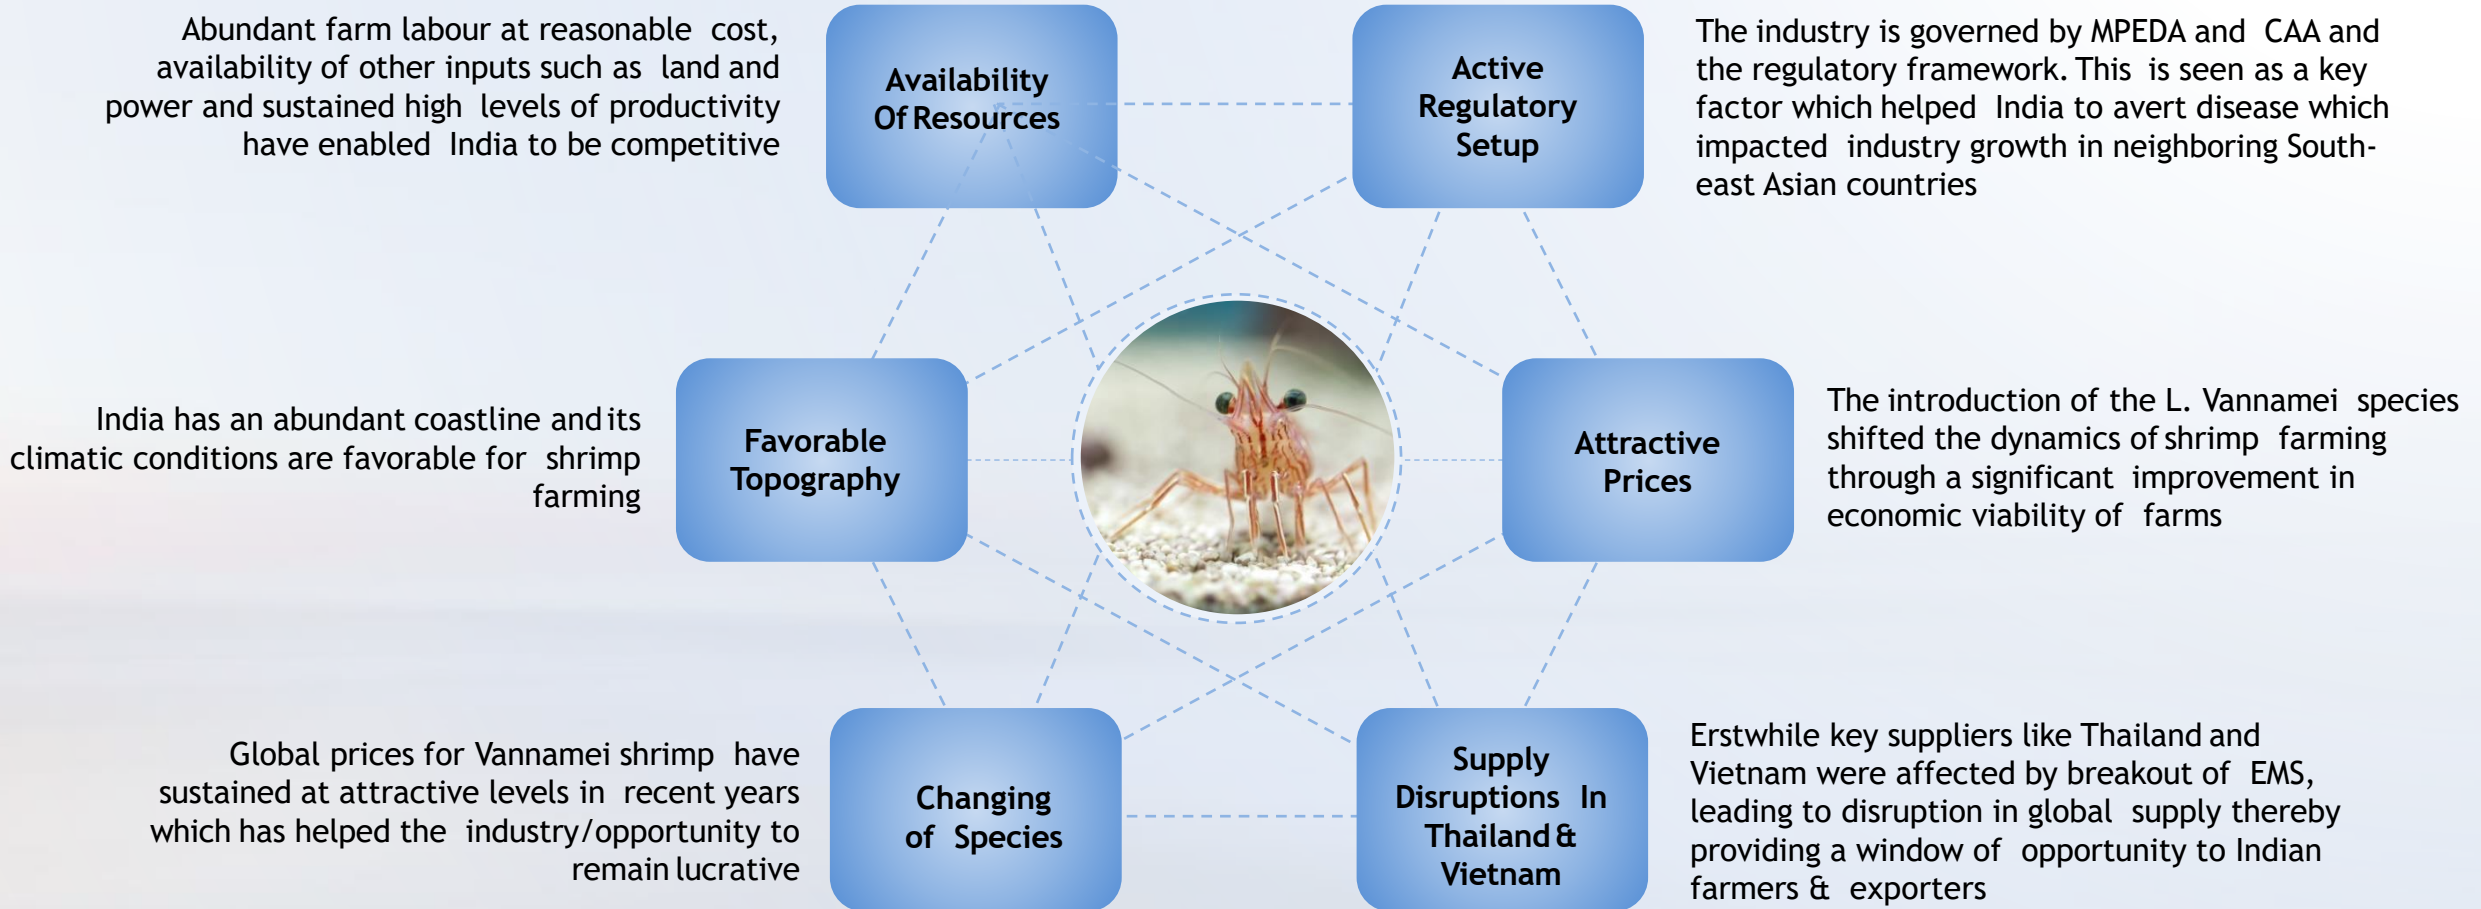 Abundant farm labour at reasonable cost,
availability of other inputs such as land and
power and sustained high levels of productivity
have enabled India to be competitive
Availability
Of Resources
Active
Regulatory
Setup
The industry is governed by MPEDA and CAA and
the regulatory framework. This is seen as a key
factor which helped India to avert disease which
impacted industry growth in neighboring South-
east Asian countries
India has an abundant coastline and its
climatic conditions are favorable for shrimp
farming
Favorable
Topography
Attractive
Prices
The introduction of the L. Vannamei species
shifted the dynamics of shrimp farming
through a significant improvement in
economic viability of farms
Global prices for Vannamei shrimp have
sustained at attractive levels in recent years
which has helped the industry/opportunity to
remain lucrative
Changing
of Species
Supply
Disruptions In
Thailand &
Vietnam
Erstwhile key suppliers like Thailand and
Vietnam were affected by breakout of EMS,
leading to disruption in global supply thereby
providing a window of opportunity to Indian
farmers & exporters